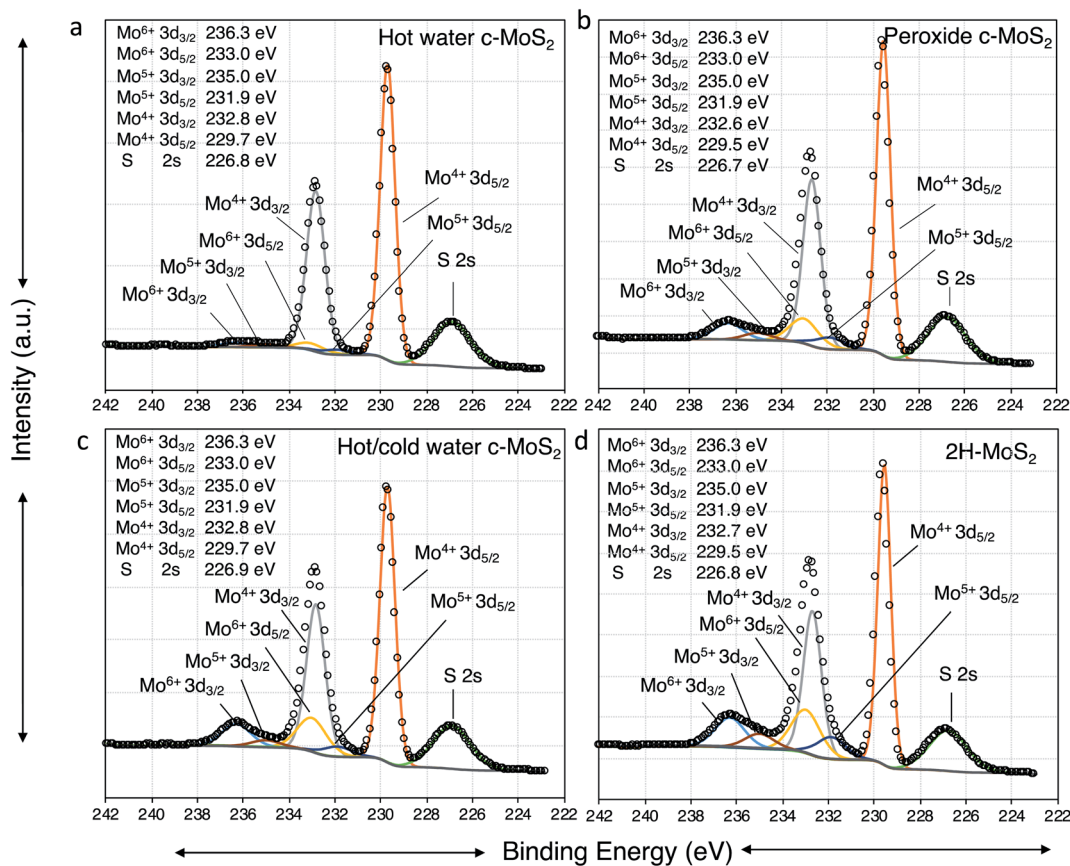 a
Hot water c-MoS₂
Mo⁶⁺ 3d₃/₂ 236.3 eV
Mo⁶⁺ 3d₅/₂ 233.0 eV
Mo⁵⁺ 3d₃/₂ 235.0 eV
Mo⁵⁺ 3d₅/₂ 231.9 eV
Mo⁴⁺ 3d₃/₂ 232.8 eV
Mo⁴⁺ 3d₅/₂ 229.7 eV
S 2s 226.8 eV
Mo⁴⁺ 3d₅/₂
Mo⁴⁺ 3d₃/₂
Mo⁵⁺ 3d₅/₂
Mo⁶⁺ 3d₅/₂
S 2s
Mo⁵⁺ 3d₃/₂
Mo⁶⁺ 3d₃/₂
242 240 238 236 233 232 230 228 226 224 222
b
Peroxide c-MoS₂
Mo⁶⁺ 3d₃/₂ 236.3 eV
Mo⁶⁺ 3d₅/₂ 233.0 eV
Mo⁵⁺ 3d₃/₂ 235.0 eV
Mo⁵⁺ 3d₅/₂ 231.9 eV
Mo⁴⁺ 3d₃/₂ 232.6 eV
Mo⁴⁺ 3d₅/₂ 229.5 eV
S 2s 226.7 eV
Mo⁴⁺ 3d₅/₂
Mo⁴⁺ 3d₃/₂
Mo⁶⁺ 3d₅/₂
Mo⁵⁺ 3d₅/₂
Mo⁵⁺ 3d₃/₂
S 2s
Mo⁶⁺ 3d₃/₂
242 240 238 236 233 232 230 228 226 224 222
c
Hot/cold water c-MoS₂
Mo⁶⁺ 3d₃/₂ 236.3 eV
Mo⁶⁺ 3d₅/₂ 233.0 eV
Mo⁵⁺ 3d₃/₂ 235.0 eV
Mo⁵⁺ 3d₅/₂ 231.9 eV
Mo⁴⁺ 3d₃/₂ 232.8 eV
Mo⁴⁺ 3d₅/₂ 229.7 eV
S 2s 226.9 eV
Mo⁴⁺ 3d₅/₂
Mo⁴⁺ 3d₃/₂
Mo⁵⁺ 3d₅/₂
Mo⁶⁺ 3d₅/₂
Mo⁵⁺ 3d₃/₂
S 2s
Mo⁶⁺ 3d₃/₂
242 240 238 236 233 232 230 228 226 224 222
d
2H-MoS₂
Mo⁶⁺ 3d₃/₂ 236.3 eV
Mo⁶⁺ 3d₅/₂ 233.0 eV
Mo⁵⁺ 3d₃/₂ 235.0 eV
Mo⁵⁺ 3d₅/₂ 231.9 eV
Mo⁴⁺ 3d₃/₂ 232.7 eV
Mo⁴⁺ 3d₅/₂ 229.5 eV
S 2s 226.8 eV
Mo⁴⁺ 3d₅/₂
Mo⁴⁺ 3d₃/₂
Mo⁵⁺ 3d₅/₂
Mo⁶⁺ 3d₅/₂
Mo⁵⁺ 3d₃/₂
S 2s
Mo⁶⁺ 3d₃/₂
242 240 238 236 233 232 230 228 226 224 222
Intensity (a.u.)
Binding Energy (eV)